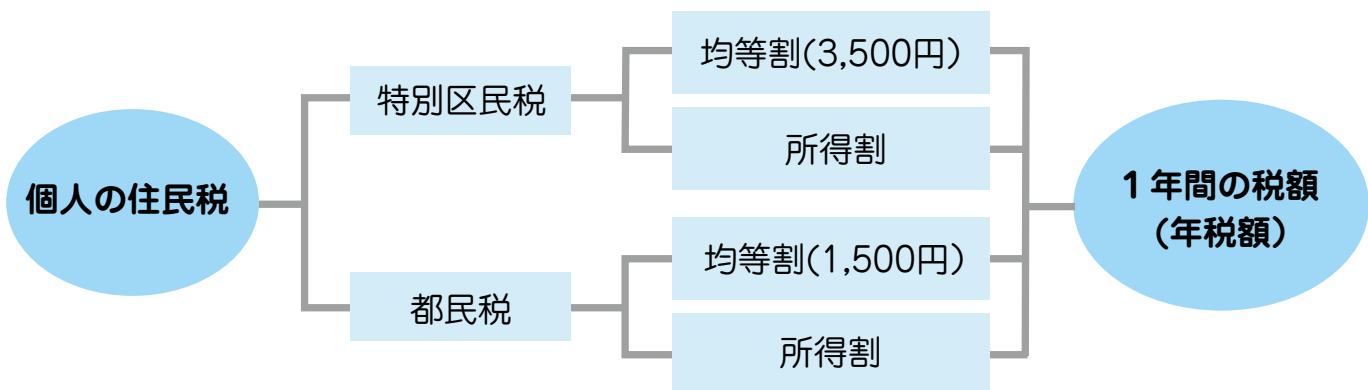 個人の住民税
特別区民税
均等割(3,500円)
所得割
都民税
均等割(1,500円)
所得割
1年間の税額
(年税額)